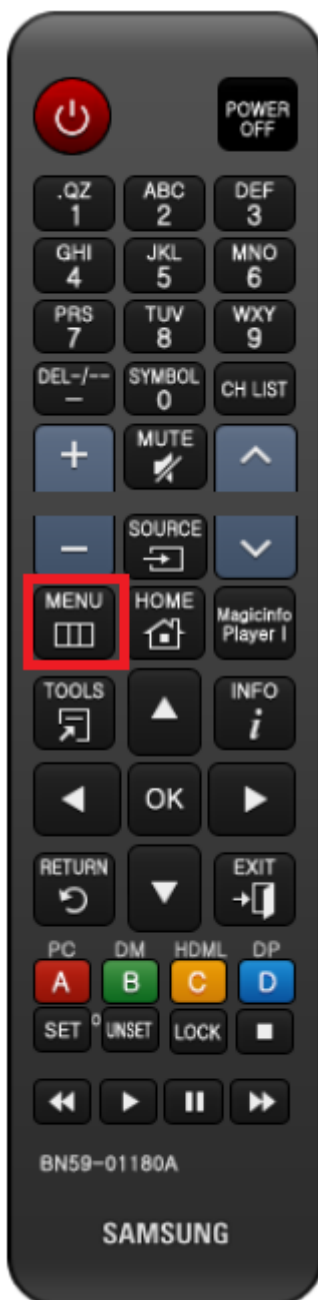 POWER
OFF
.QZ ABC DEF
1 2 3
GHI JKL MNO
4 5 6
PRS TUV WXY
7 8 9
DEL-/-- SYMBOL CH LIST
— 0
+ MUTE
− SOURCE
MENU HOME Magicinfo
Player I
TOOLS INFO
i
OK
RETURN EXIT
PC DM HDML DP
A B C D
SET UNSET LOCK
BN59-01180A
SAMSUNG